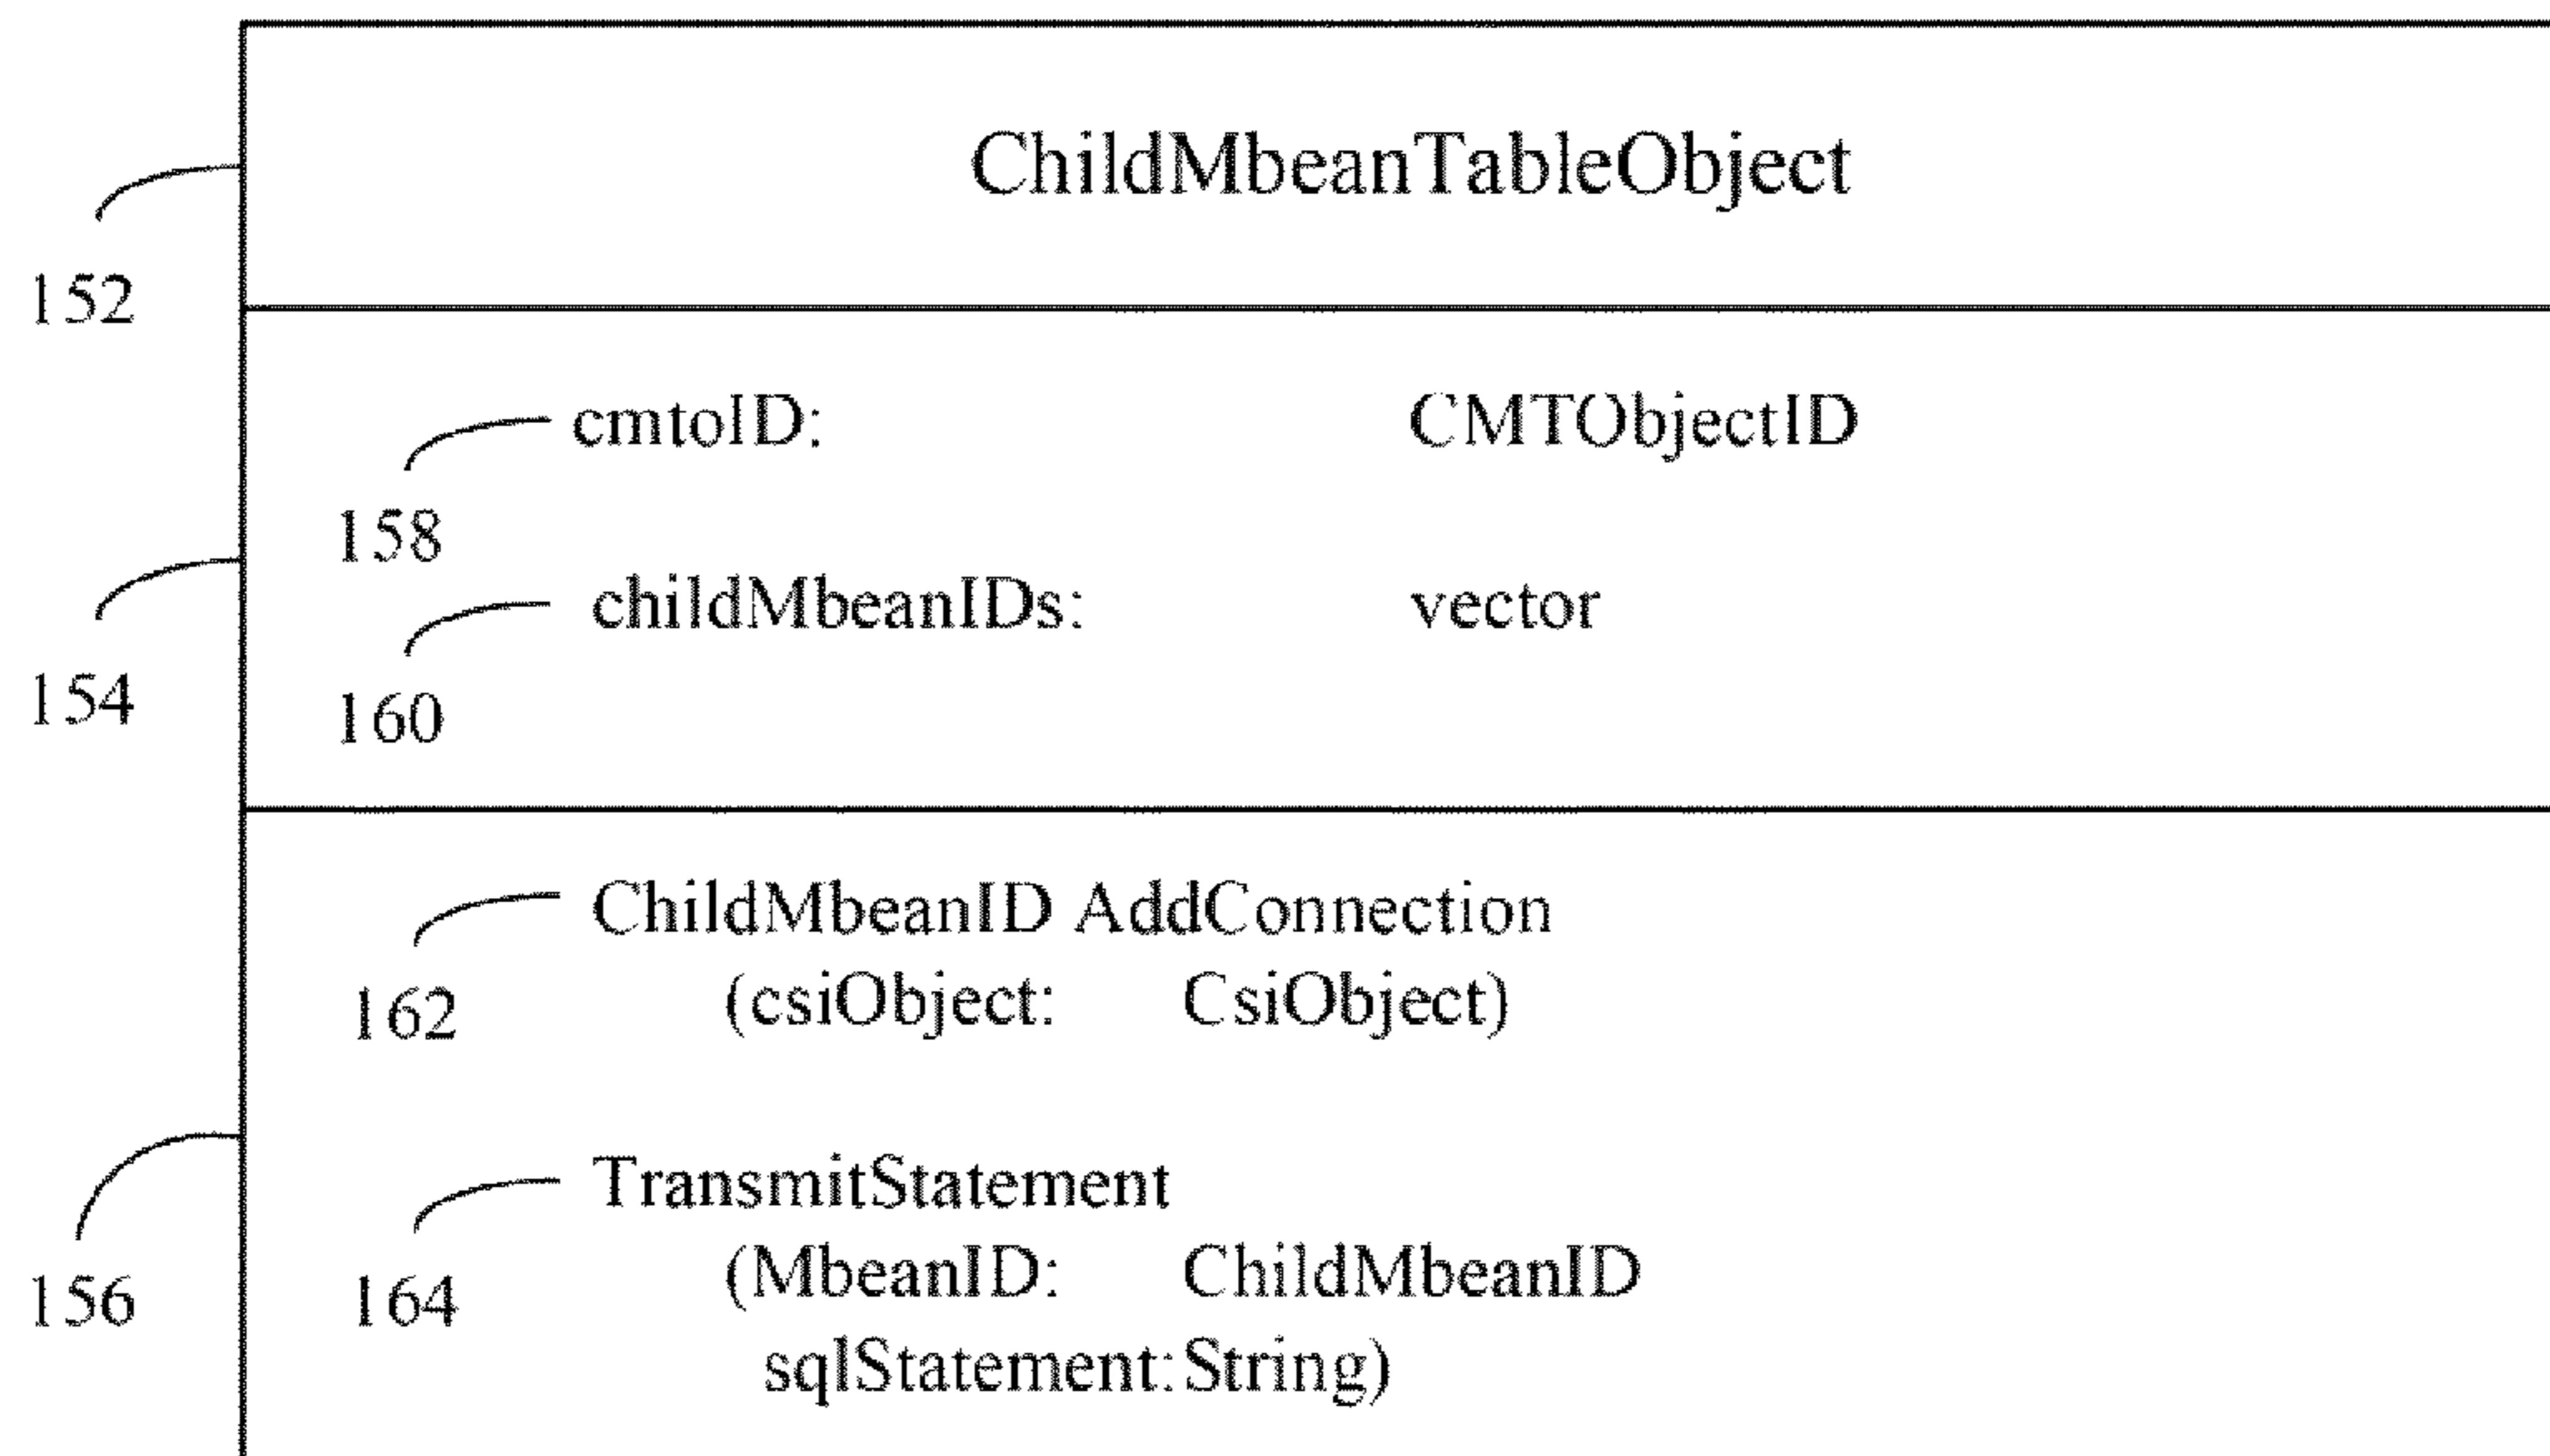 ChildMbeanTableObject
152
cmtoID: CMTObjectID
158
childMbeanIDs: vector
154
160
ChildMbeanID AddConnection
(csiObject: CsiObject)
162
TransmitStatement
(MbeanID: ChildMbeanID
156
164
sqlStatement:String)